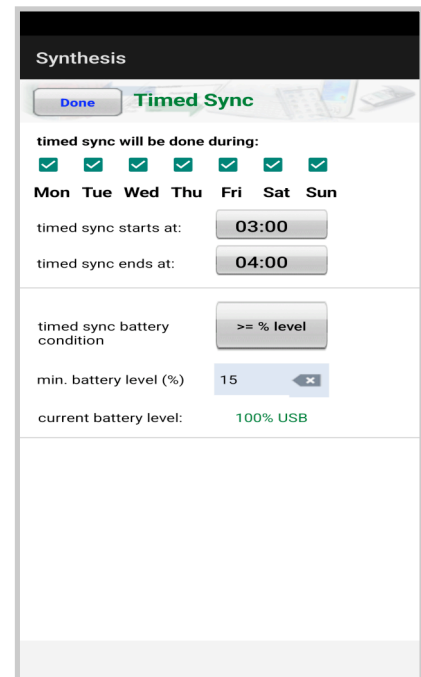 Synthesis
Done Timed Sync
timed sync will be done during:
Mon Tue Wed Thu Fri Sat Sun
timed sync starts at: 03:00
timed sync ends at: 04:00
timed sync battery
condition
>= % level
min. battery level (%) 15
current battery level: 100% USB